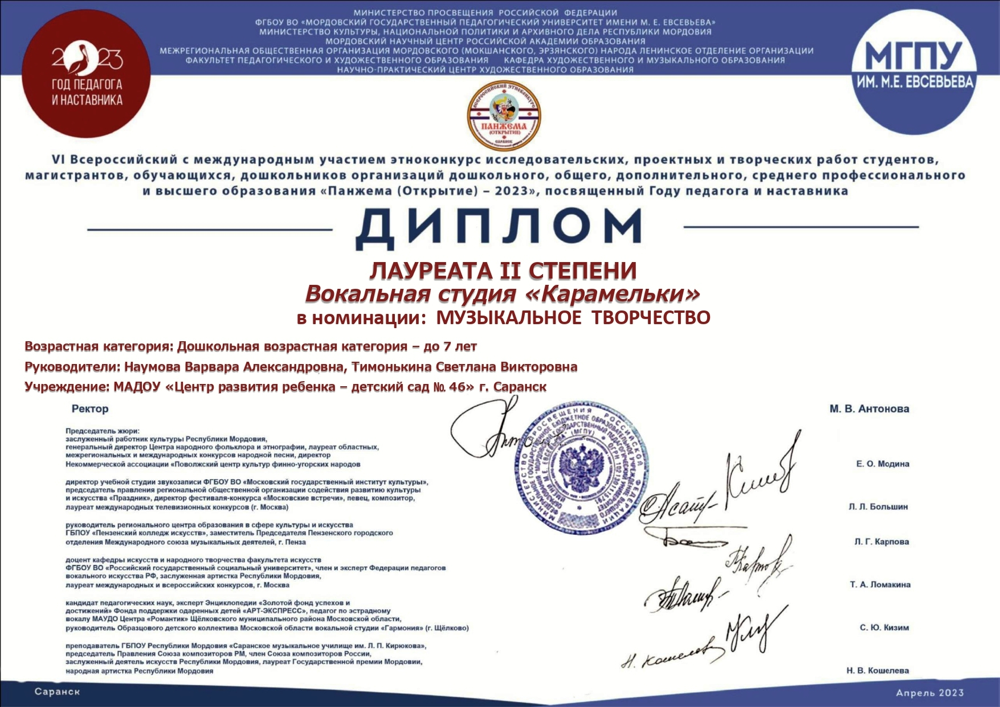 МИНИСТЕРСТВО ПРОСВЕЩЕНИЯ РОССИЙСКОЙ ФЕДЕРАЦИИ
ФГБОУ ВО «МОРДОВСКИЙ ГОСУДАРСТВЕННЫЙ ПЕДАГОГИЧЕСКИЙ УНИВЕРСИТЕТ ИМЕНИ М. Е. ЕВСЕВЬЕВА»
МИНИСТЕРСТВО КУЛЬТУРЫ, НАЦИОНАЛЬНОЙ ПОЛИТИКИ И АРХИВНОГО ДЕЛА РЕСПУБЛИКИ МОРДОВИЯ
МОРДОВСКИЙ НАУЧНЫЙ ЦЕНТР РОССИЙСКОЙ АКАДЕМИИ ОБРАЗОВАНИЯ
МЕЖРЕГИОНАЛЬНАЯ ОБЩЕСТВЕННАЯ ОРГАНИЗАЦИЯ МОРДОВСКОГО (МОКШАНСКОГО, ЭРЗЯНСКОГО) НАРОДА ЛЕНИНСКОЕ ОТДЕЛЕНИЕ ОРГАНИЗАЦИИ
ФАКУЛЬТЕТ ПЕДАГОГИЧЕСКОГО И ХУДОЖЕСТВЕННОГО ОБРАЗОВАНИЯ КАФЕДРА ХУДОЖЕСТВЕННОГО И МУЗЫКАЛЬНОГО ОБРАЗОВАНИЯ
НАУЧНО-ПРАКТИЧЕСКИЙ ЦЕНТР ХУДОЖЕСТВЕННОГО ОБРАЗОВАНИЯ
2023
ГОД ПЕДАГОГА
И НАСТАВНИКА
МГПУ
ИМ. М.Е. ЕВСЕВЬЕВА
ВСЕРОССИЙСКИЙ ЭТНОКОНКУРС
ПАНЖЕМА
(ОТКРЫТИЕ)
САРАНСК
VI Всероссийский с международным участием этноконкурс исследовательских, проектных и творческих работ студентов,
магистрантов, обучающихся, дошкольников организаций дошкольного, общего, дополнительного, среднего профессионального
и высшего образования «Панжема (Открытие) – 2023», посвященный Году педагога и наставника
ДИПЛОМ
ЛАУРЕАТА II СТЕПЕНИ
Вокальная студия «Карамельки»
в номинации: МУЗЫКАЛЬНОЕ ТВОРЧЕСТВО
Возрастная категория: Дошкольная возрастная категория – до 7 лет
Руководители: Наумова Варвара Александровна, Тимонькина Светлана Викторовна
Учреждение: МАДОУ «Центр развития ребенка – детский сад № 46» г. Саранск
Ректор
М. В. Антонова
Председатель жюри:
заслуженный работник культуры Республики Мордовия,
генеральный директор Центра народного фольклора и этнографии, лауреат областных,
межрегиональных и международных конкурсов народной песни, директор
Некоммерческой ассоциации «Поволжский центр культур финно-угорских народов
Е. О. Модина
директор учебной студии звукозаписи ФГБОУ ВО «Московский государственный институт культуры»,
председатель правления региональной общественной организации содействия развитию культуры
и искусства «Праздник», директор фестиваля-конкурса «Московские встречи», певец, композитор,
лауреат международных телевизионных конкурсов (г. Москва)
Л. Л. Большин
руководитель регионального центра образования в сфере культуры и искусства
ГБПОУ «Пензенский колледж искусств», заместитель Председателя Пензенского городского
отделения Международного союза музыкальных деятелей, г. Пенза
Л. Г. Карпова
доцент кафедры искусств и народного творчества факультета искусств
ФГБОУ ВО «Российский государственный социальный университет», член и эксперт Федерации педагогов
вокального искусства РФ, заслуженная артистка Республики Мордовия,
лауреат международных и всероссийских конкурсов, г. Москва
Т. А. Ломакина
кандидат педагогических наук, эксперт Энциклопедии «Золотой фонд успехов и
достижений» Фонда поддержки одаренных детей «АРТ-ЭКСПРЕСС», педагог по эстрадному
вокалу МАУДО Центра «Романтик» Щёлковского муниципального района Московской области,
руководитель Образцового детского коллектива Московской области вокальной студии «Гармония» (г. Щёлково)
С. Ю. Кизим
преподаватель ГБПОУ Республики Мордовия «Саранское музыкальное училище им. Л. П. Кирюкова»,
председатель Правления Союза композиторов РМ, член Союза композиторов России,
заслуженный деятель искусств Республики Мордовии, лауреат Государственной премии Мордовии,
народная артистка Республики Мордовия
Н. В. Кошелева
Н. Кошелева
Саранск
Апрель 2023